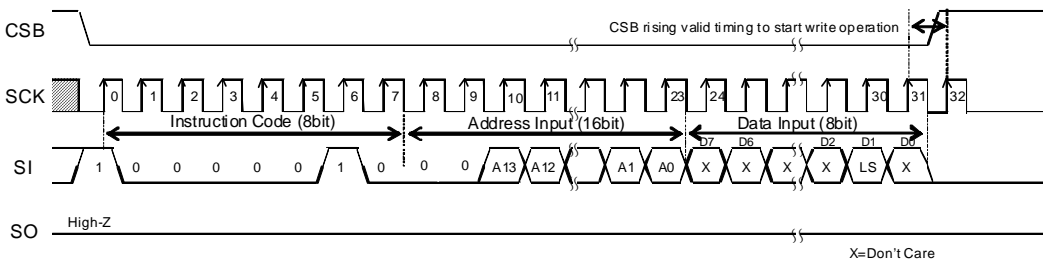 CSB
CSB rising valid timing to start write operation
SCK
0 1 2 3 4 5 6 7 8 9 10 11 23 24 30 31 32
Instruction Code (8bit) Address Input (16bit) Data Input (8bit)
D7 D6 D2 D1 D0
SI
1 0 0 0 0 0 1 0 0 0 A13 A12 A1 A0 X X X X LS X
High-Z
SO
X=Don't Care